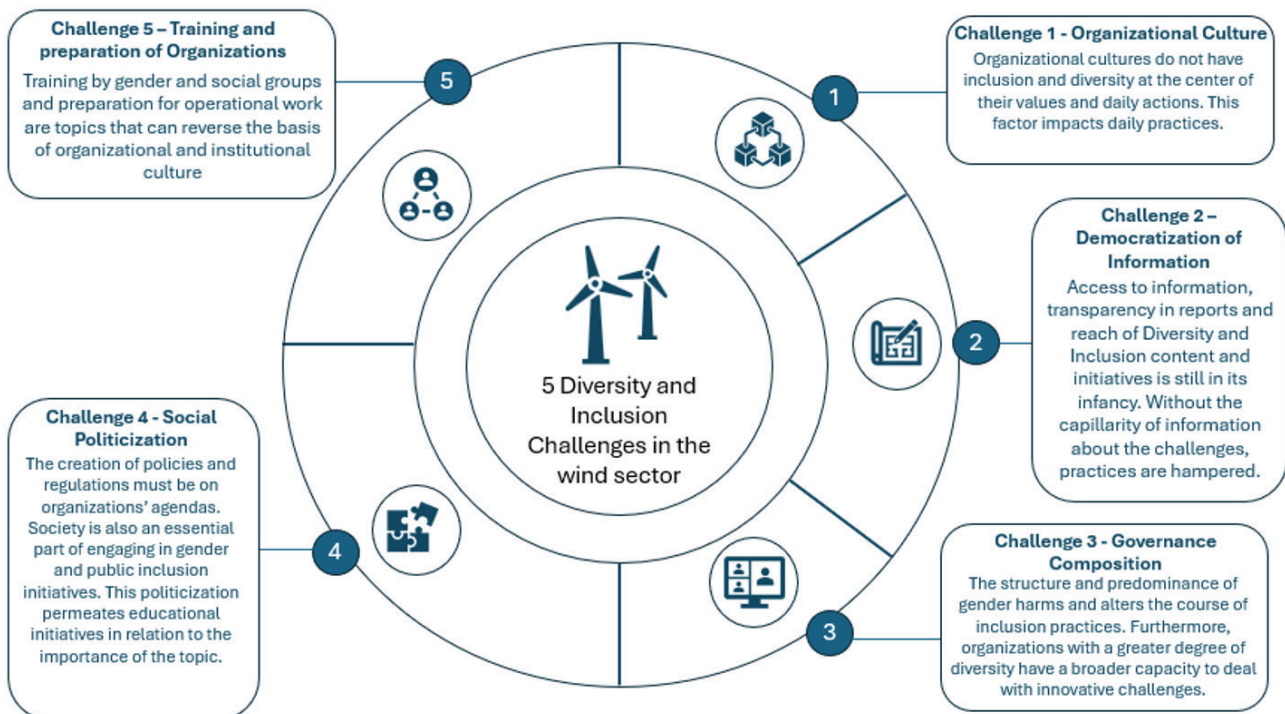 Challenge 5 – Training and
preparation of Organizations
Training by gender and social groups
and preparation for operational work
are topics that can reverse the basis
of organizational and institutional
culture
5
Challenge 1 - Organizational Culture
Organizational cultures do not have
inclusion and diversity at the center of
their values and daily actions. This
factor impacts daily practices.
1
Challenge 2 –
Democratization of
Information
Access to information,
transparency in reports and
reach of Diversity and
Inclusion content and
initiatives is still in its
infancy. Without the
capillarity of information
about the challenges,
practices are hampered.
2
5 Diversity and
Inclusion
Challenges in the
wind sector
Challenge 4 - Social
Politicization
The creation of policies and
regulations must be on
organizations’ agendas.
Society is also an essential
part of engaging in gender
and public inclusion
initiatives. This politicization
permeates educational
initiatives in relation to the
importance of the topic.
4
Challenge 3 - Governance
Composition
The structure and predominance of
gender harms and alters the course of
inclusion practices. Furthermore,
organizations with a greater degree of
diversity have a broader capacity to deal
with innovative challenges.
3